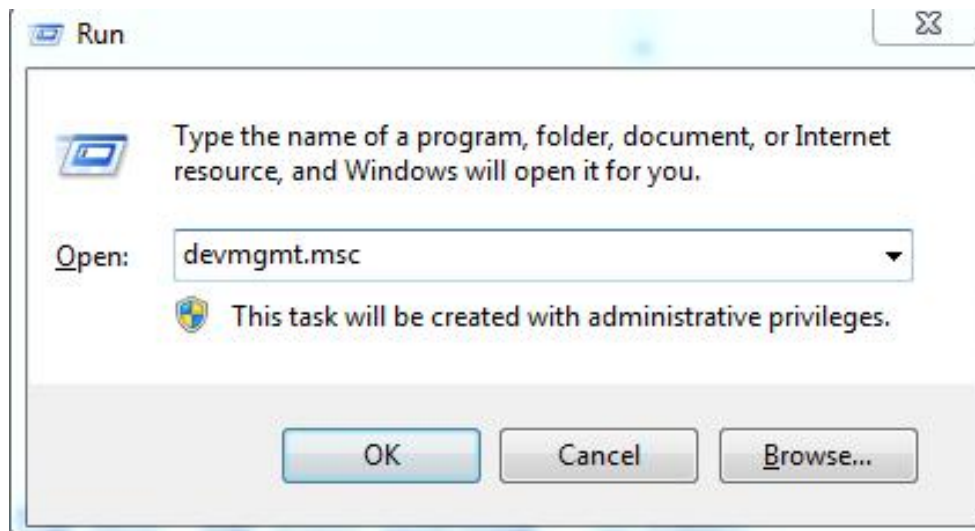 Run
Type the name of a program, folder, document, or Internet
resource, and Windows will open it for you.
Open:
devmgmt.msc
This task will be created with administrative privileges.
OK
Cancel
Browse...